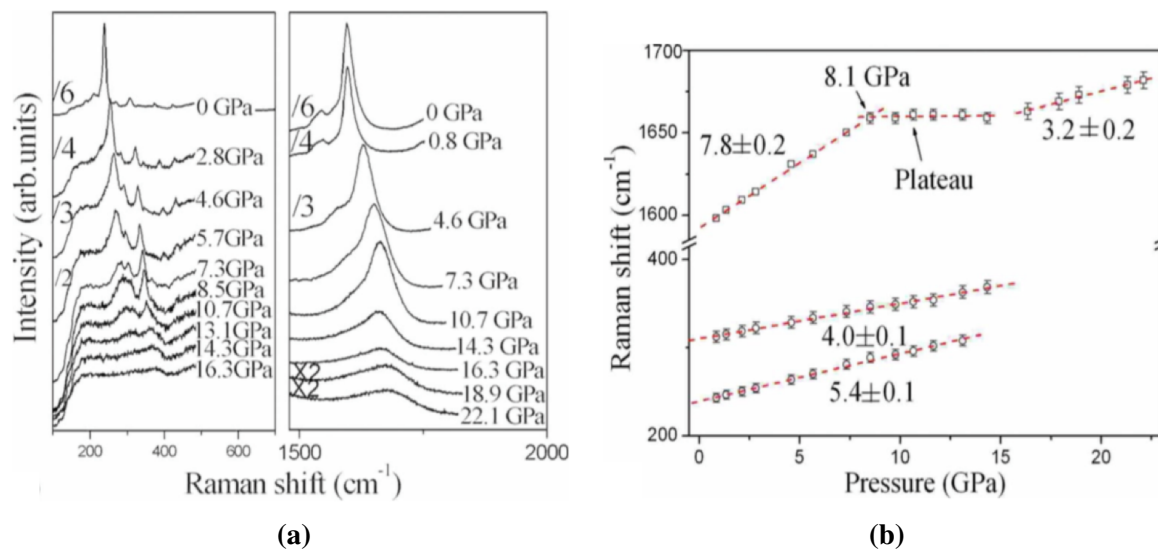 Intensity (arb.units)
/6
/4
/3
/2
0 GPa
2.8GPa
4.6GPa
5.7GPa
7.3GPa
8.5GPa
10.7GPa
13.1GPa
14.3GPa
16.3GPa
200 400 600
/6
/4
/3
0 GPa
0.8 GPa
4.6 GPa
7.3 GPa
10.7 GPa
14.3 GPa
×2
16.3 GPa
×2
18.9 GPa
22.1 GPa
1500 2000
Raman shift (cm⁻¹)
(a)
Raman shift (cm⁻¹)
1700
1650
1600
400
200
8.1 GPa
7.8±0.2
Plateau
3.2±0.2
4.0±0.1
5.4±0.1
0 5 10 15 20
Pressure (GPa)
(b)